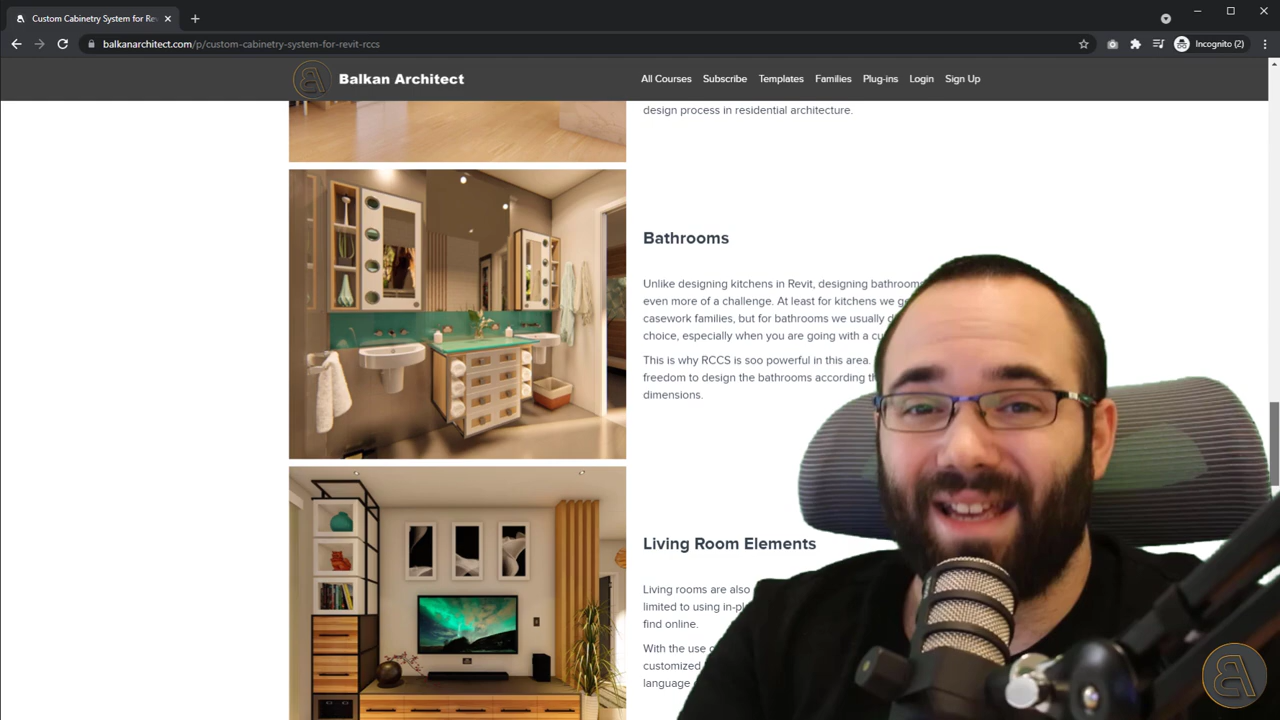 Custom Cabinetry System for Re
balkanarchitect.com/p/custom-cabinetry-system-for-revit-rccs
Incognito (2)
Balkan Architect
All Courses
Subscribe
Templates
Families
Plug-ins
Login
Sign Up
design process in residential architecture.
Bathrooms
Unlike designing kitchens in Revit, designing bathrooms
even more of a challenge. At least for kitchens we
casework families, but for bathrooms we usually
choice, especially when you are going with a
This is why RCCS is soo powerful in this area.
freedom to design the bathrooms according
dimensions.
Living Room Elements
Living rooms are also
limited to using
find online.
With the use
customized
language